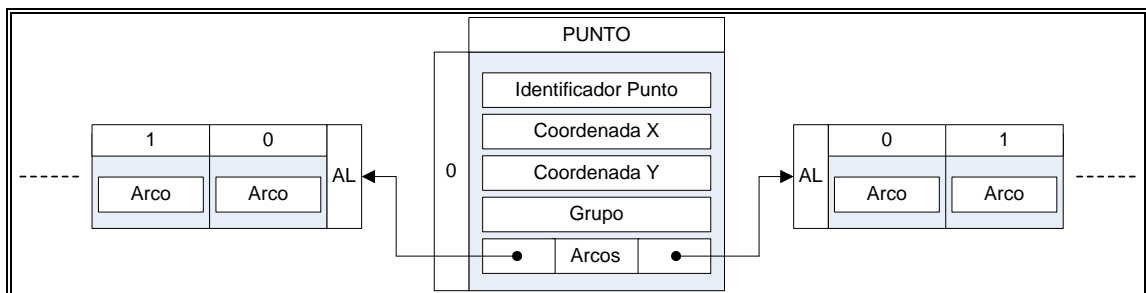 PUNTO
Identificador Punto
1 0 Coordenada X 0 1
AL 0 Coordenada Y AL
Arco Arco Arco Arco
Grupo
Arcos